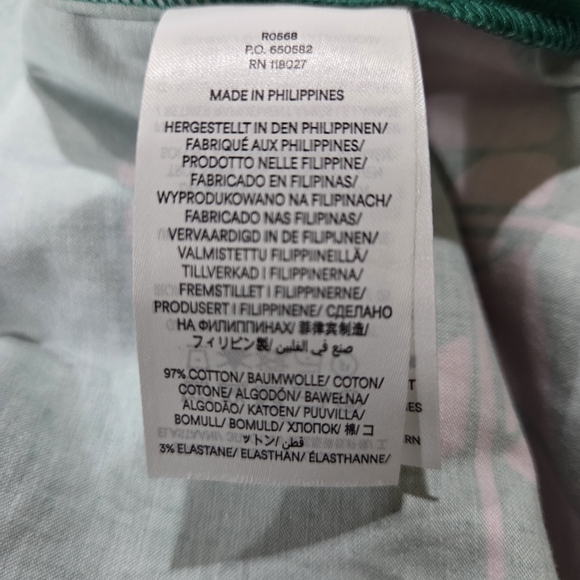 R0568
P.O. 550582
RN 118027
MADE IN PHILIPPINES
HERGESTELLT IN DEN PHILIPPINEN/
FABRIQUÉ AUX PHILIPPINES/
PRODOTTO NELLE FILIPPINE/
FABRICADO EN FILIPINAS/
WYPRODUKOWANO NA FILIPINACH/
FABRICADO NAS FILIPINAS/
VERVAARDIGD IN DE FILIPIJNEN/
VALMISTETTU FILIPPIINEILLÄ/
TILLVERKAD I FILIPPINERNA/
FREMSTILLET I FILIPPINERNE/
PRODUSERT I FILIPPINENE/ СДЕЛАНО
НА ФИЛИППИНАХ/ 菲律宾制造/
フィリピン製/ صنع في الفلبين
97% COTTON/ BAUMWOLLE/ COTON/
COTONE/ ALGODÓN/ BAWEŁNA/
ALGODÃO/ KATOEN/ PUUVILLA/
BOMULL/ BOMULD/ ХЛОПОК/ 棉/ コ
ットン/ قطن
3% ELASTANE/ ELASTHAN/ ÉLASTHANNE/